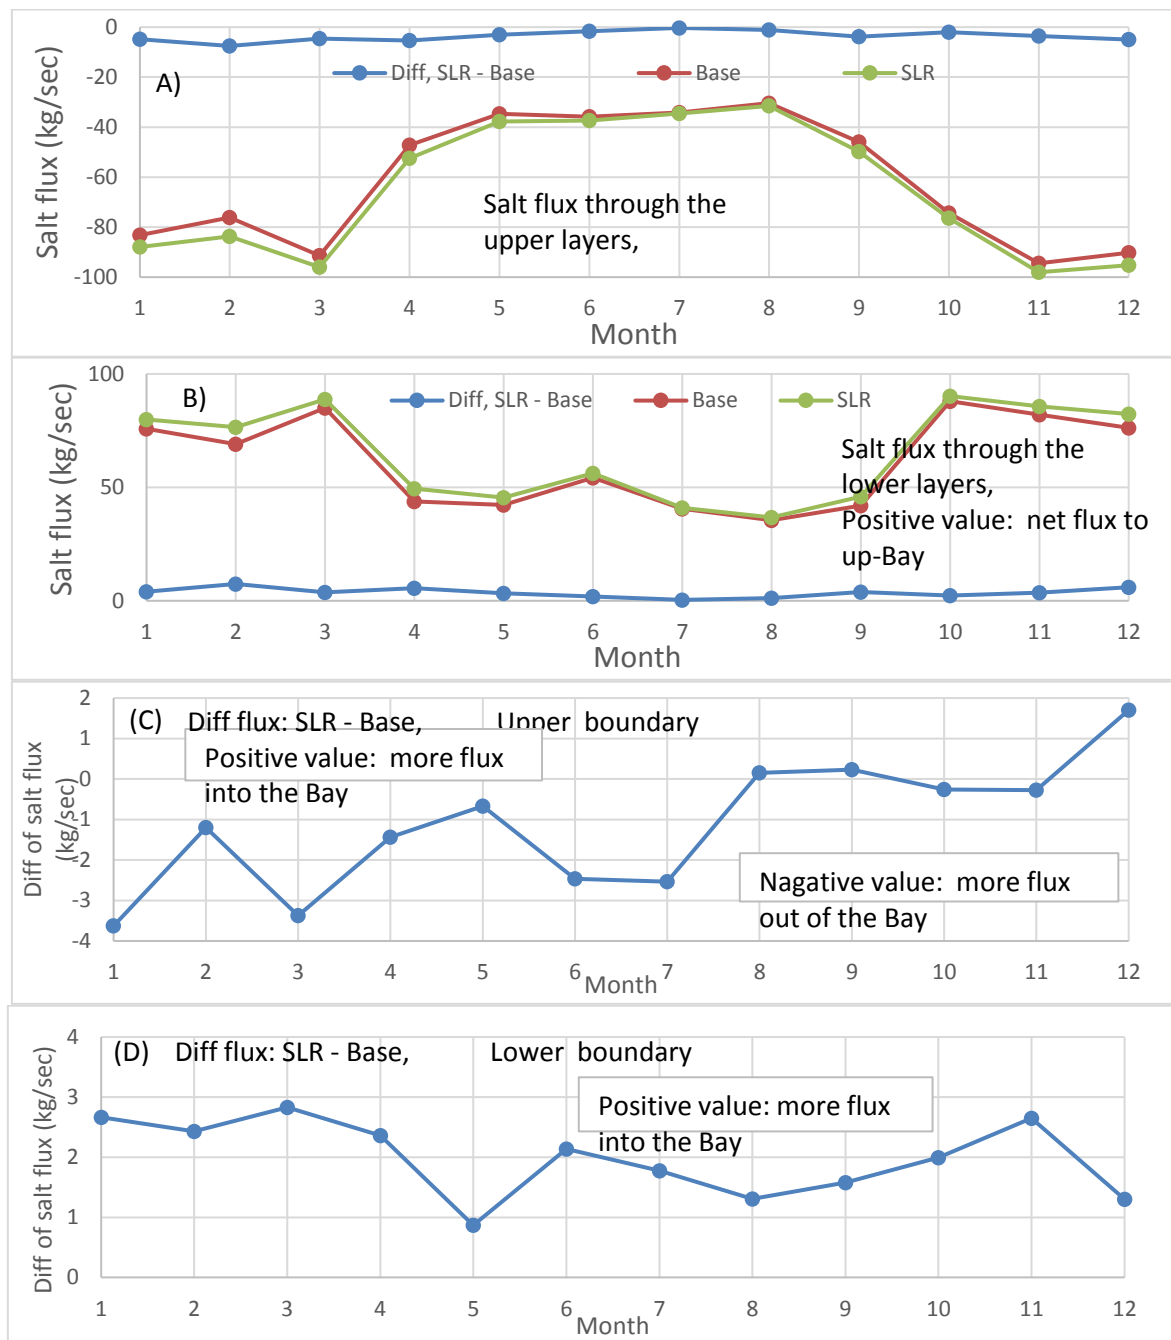 0
-20
-40
-60
-80
-100
Salt flux (kg/sec)
A)
Diff, SLR - Base
Base
SLR
Salt flux through the
upper layers,
1 2 3 4 5 6 7 8 9 10 11 12
Month
100
50
0
Salt flux (kg/sec)
B)
Diff, SLR - Base
Base
SLR
Salt flux through the
lower layers,
Positive value: net flux to
up-Bay
1 2 3 4 5 6 7 8 9 10 11 12
Month
2
1
0
-1
-2
-3
-4
Diff of salt flux
(kg/sec)
(C) Diff flux: SLR - Base, Upper boundary
Positive value: more flux
into the Bay
Nagative value: more flux
out of the Bay
1 2 3 4 5 6 7 8 9 10 11 12
Month
4
3
2
1
0
Diff of salt flux (kg/sec)
(D) Diff flux: SLR - Base, Lower boundary
Positive value: more flux
into the Bay
1 2 3 4 5 6 7 8 9 10 11 12
Month